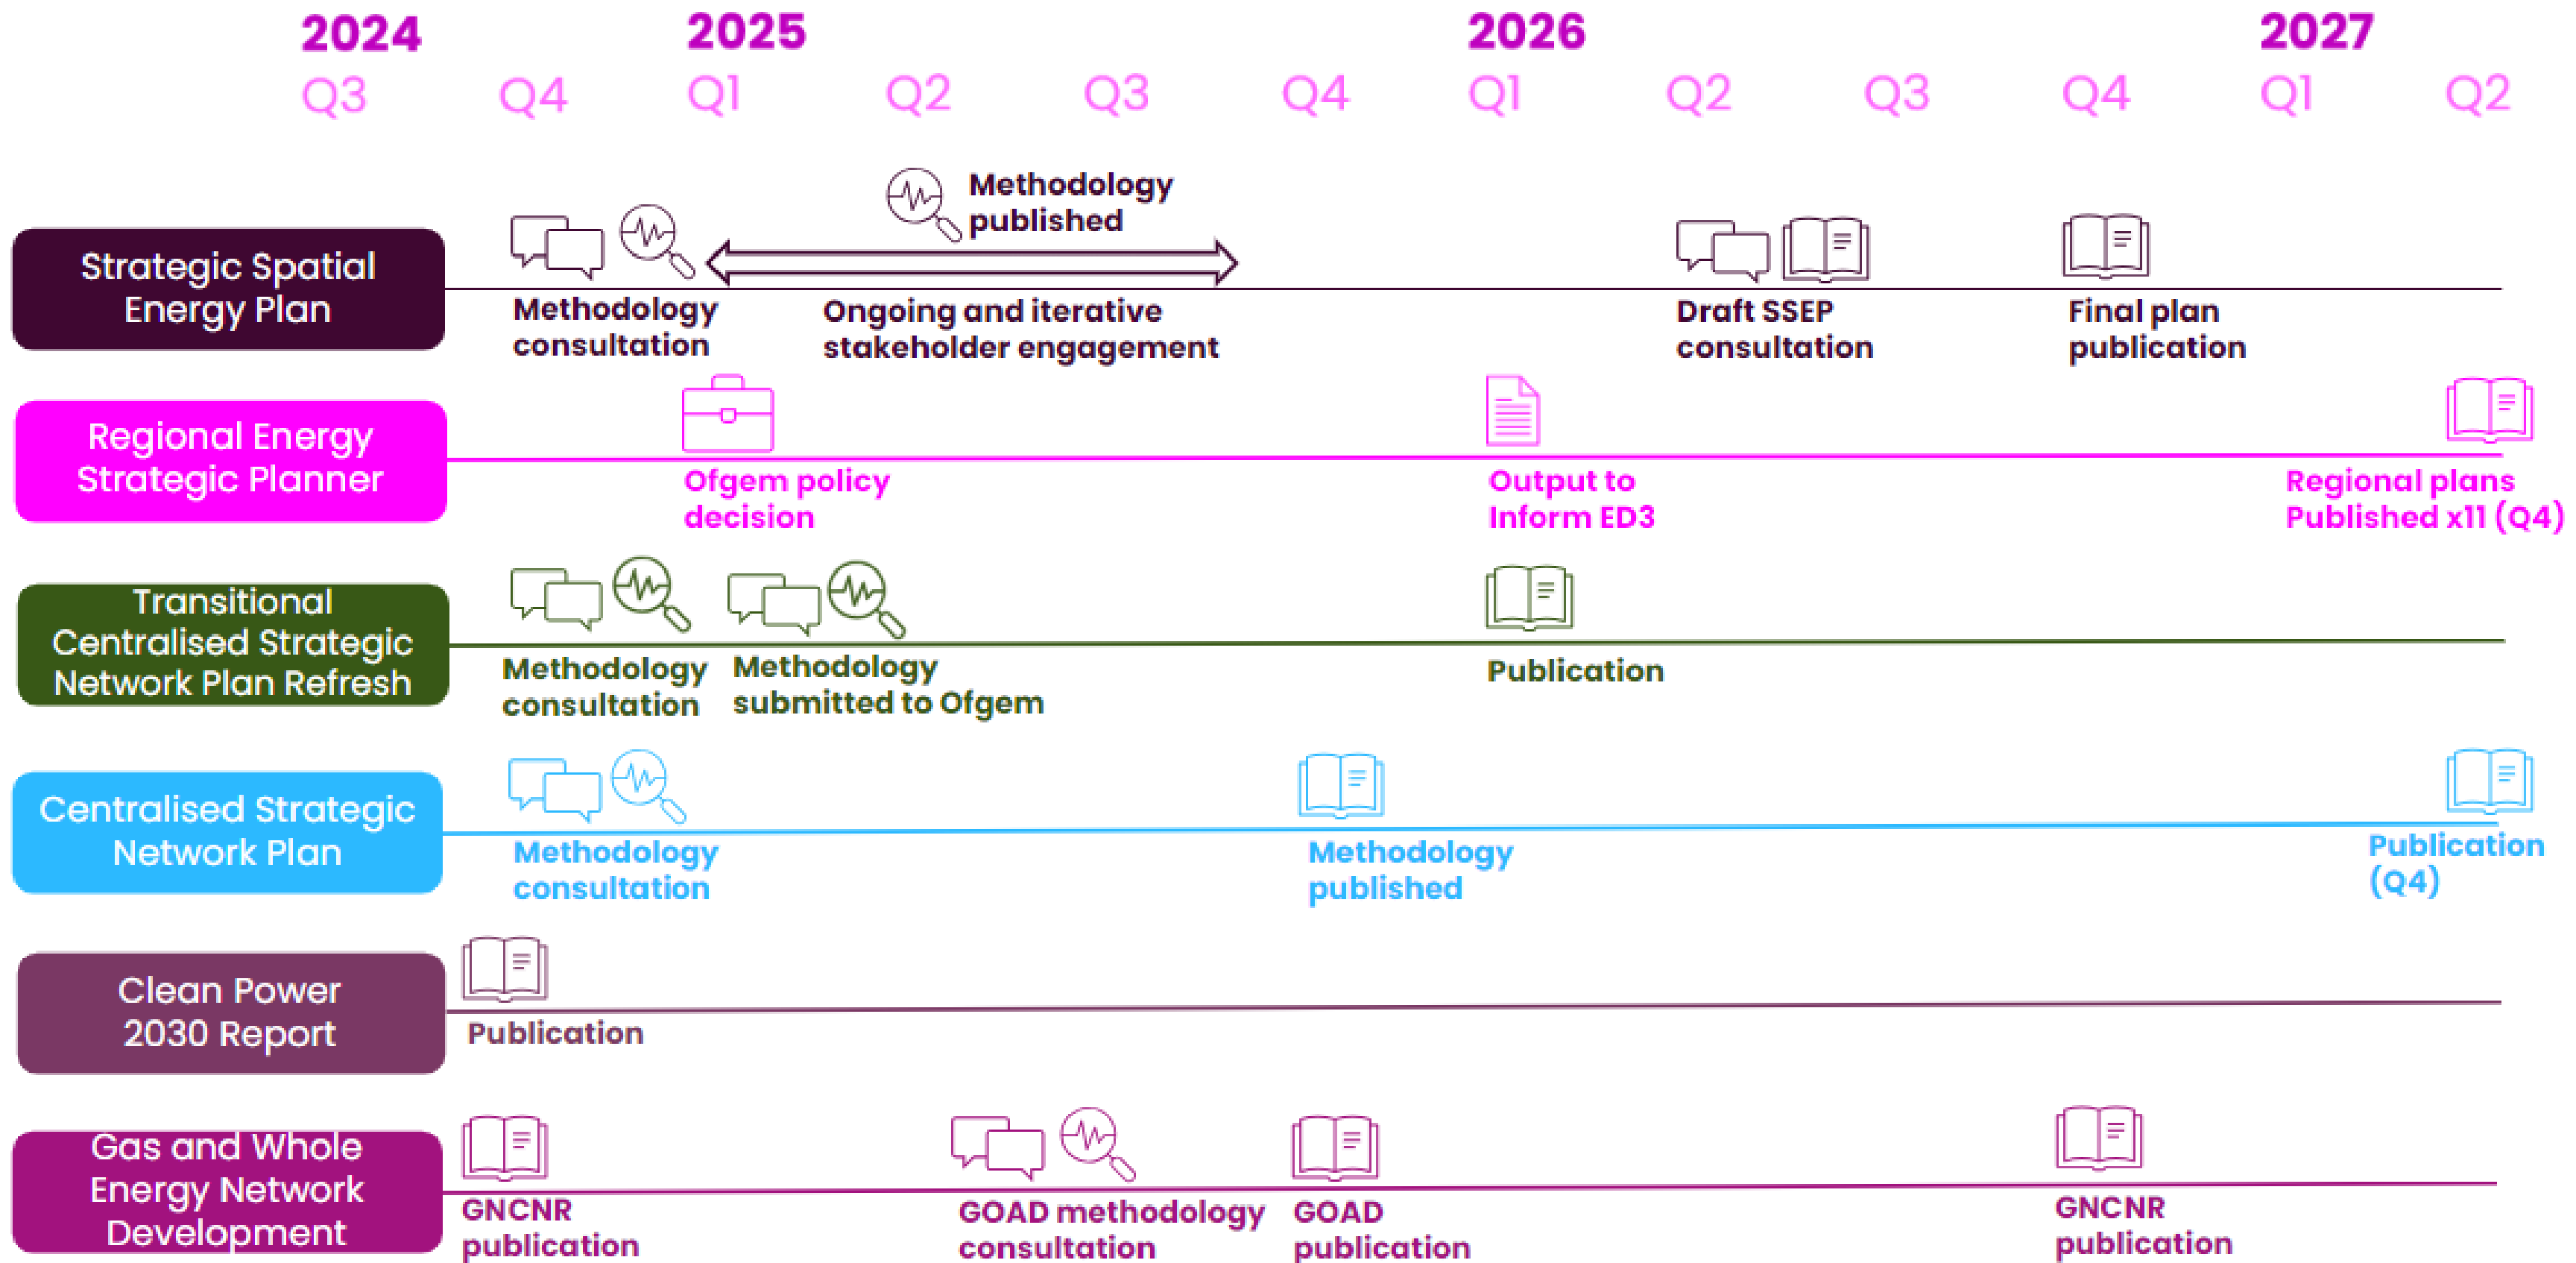 2024 2025 2026 2027
Q3 Q4 Q1 Q2 Q3 Q4 Q1 Q2 Q3 Q4 Q1 Q2
Strategic Spatial
Energy Plan
Methodology
consultation
Methodology
published
Ongoing and iterative
stakeholder engagement
Draft SSEP
consultation
Final plan
publication
Regional Energy
Strategic Planner
Ofgem policy
decision
Output to
Inform ED3
Regional plans
Published x11 (Q4)
Transitional
Centralised Strategic
Network Plan Refresh
Methodology
consultation
Methodology
submitted to Ofgem
Publication
Centralised Strategic
Network Plan
Methodology
consultation
Methodology
published
Publication
(Q4)
Clean Power
2030 Report
Publication
Gas and Whole
Energy Network
Development
GNCNR
publication
GOAD methodology
consultation
GOAD
publication
GNCNR
publication